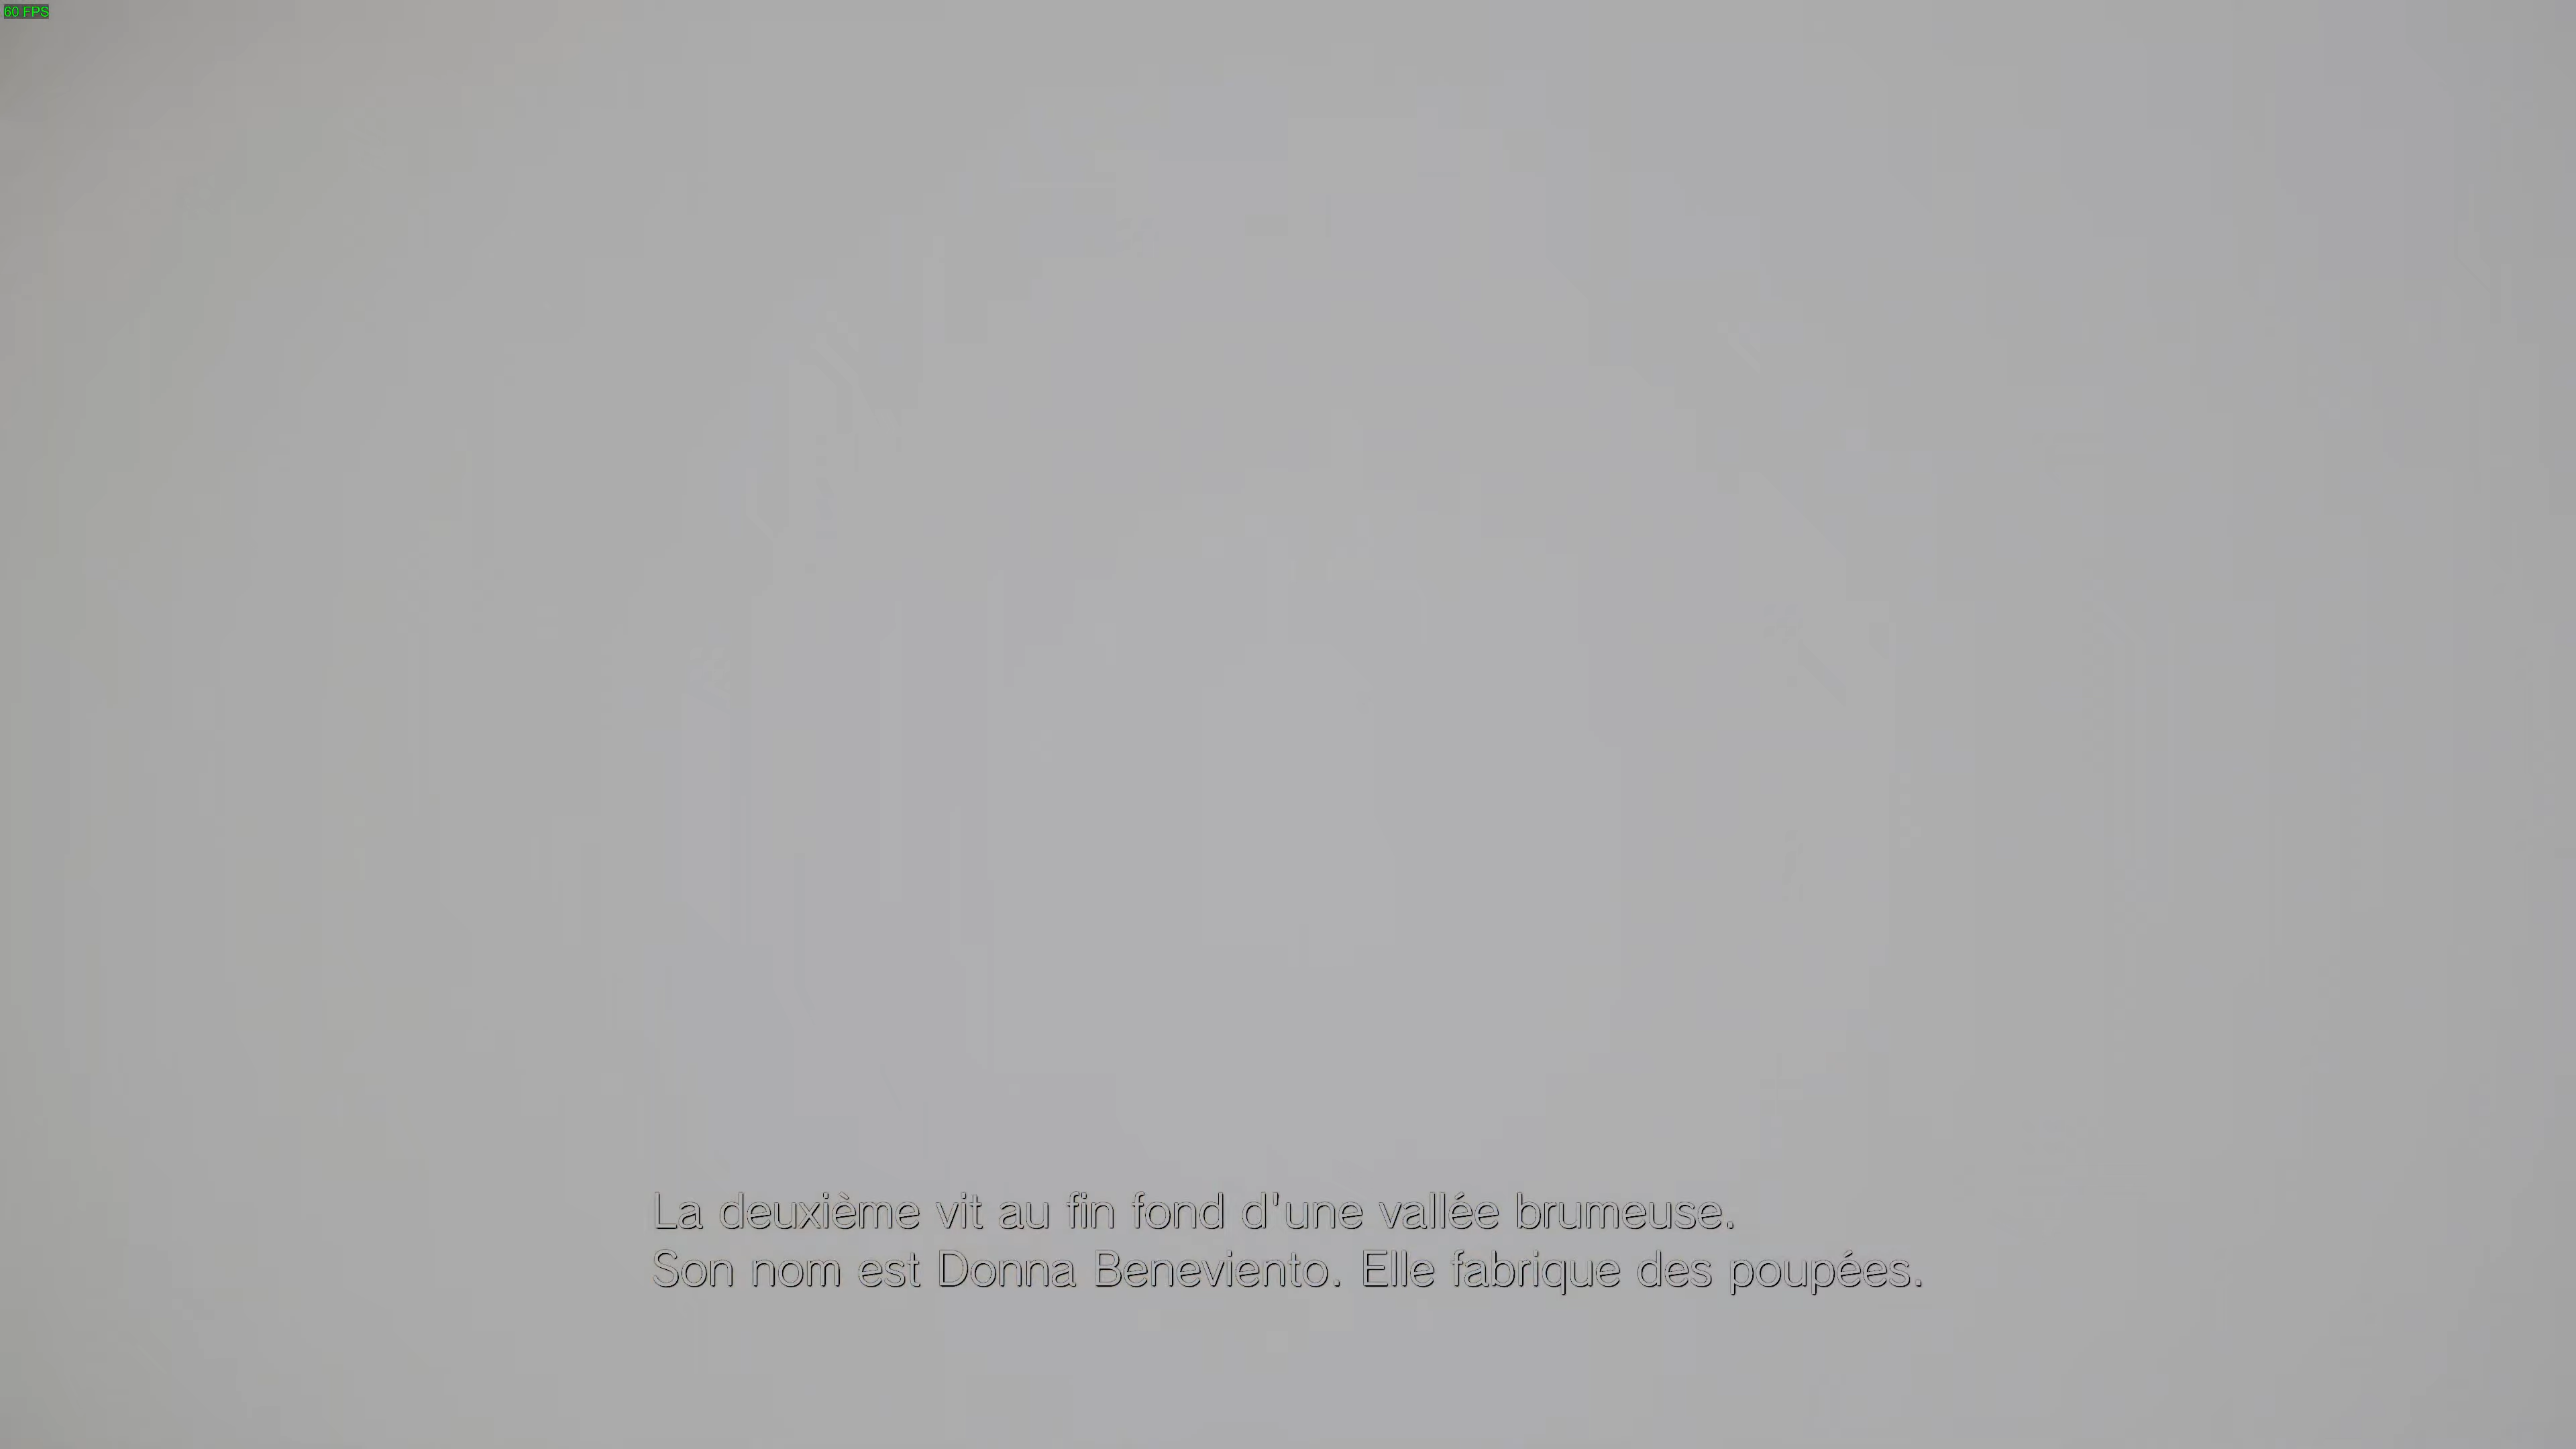 60 FPS
La deuxième vit au fin fond d'une vallée brumeuse.
Son nom est Donna Beneviento. Elle fabrique des poupées.